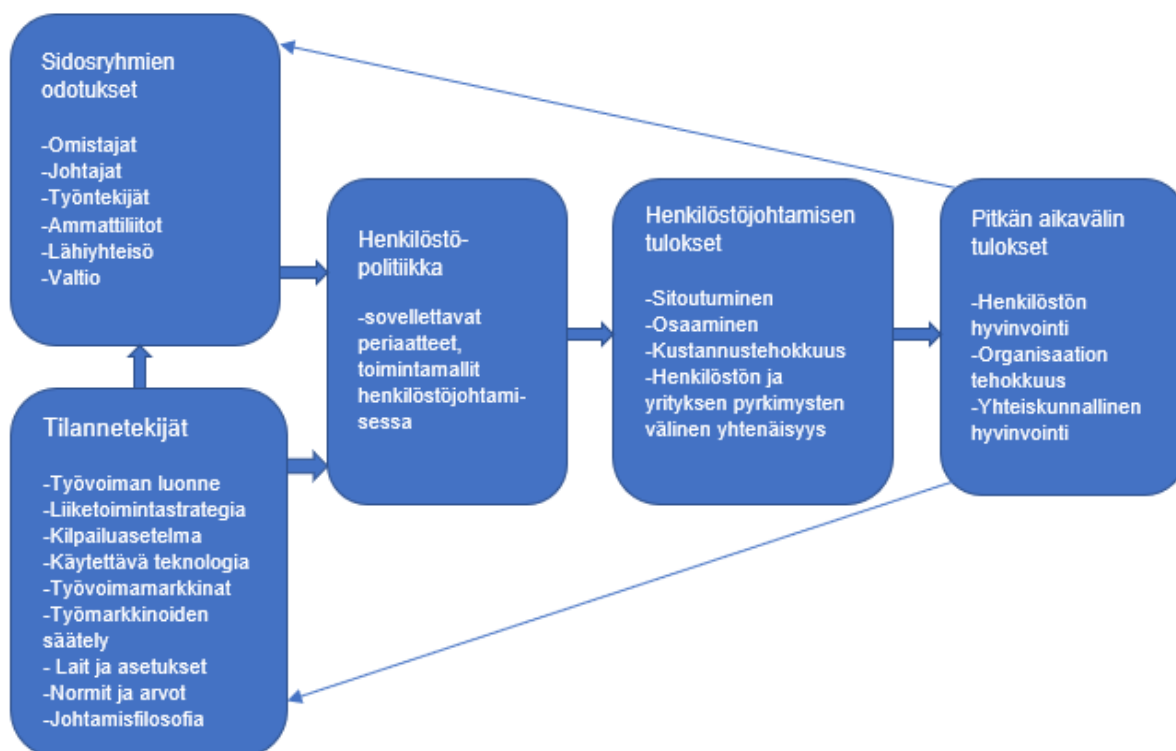 Sidosryhmien
odotukset
-Omistajat
-Johtajat
-Työntekijät
-Ammattiliitot
-Lähiyhteisö
-Valtio
Tilannetekijät
-Työvoiman luonne
-Liiketoimintastrategia
-Kilpailuasetelma
-Käytettävä teknologia
-Työvoimamarkkinat
-Työmarkkinoiden
säätely
- Lait ja asetukset
-Normit ja arvot
-Johtamisfilosofia
Henkilöstö-
politiikka
-sovellettavat
periaatteet,
toimintamallit
henkilöstöjohtami-
sessa
Henkilöstöjohtamisen
tulokset
-Sitoutuminen
-Osaaminen
-Kustannustehokkuus
-Henkilöstön ja
yrityksen pyrkimysten
välinen yhtenäisyys
Pitkän aikavälin
tulokset
-Henkilöstön
hyvinvointi
-Organisaation
tehokkuus
-Yhteiskunnallinen
hyvinvointi